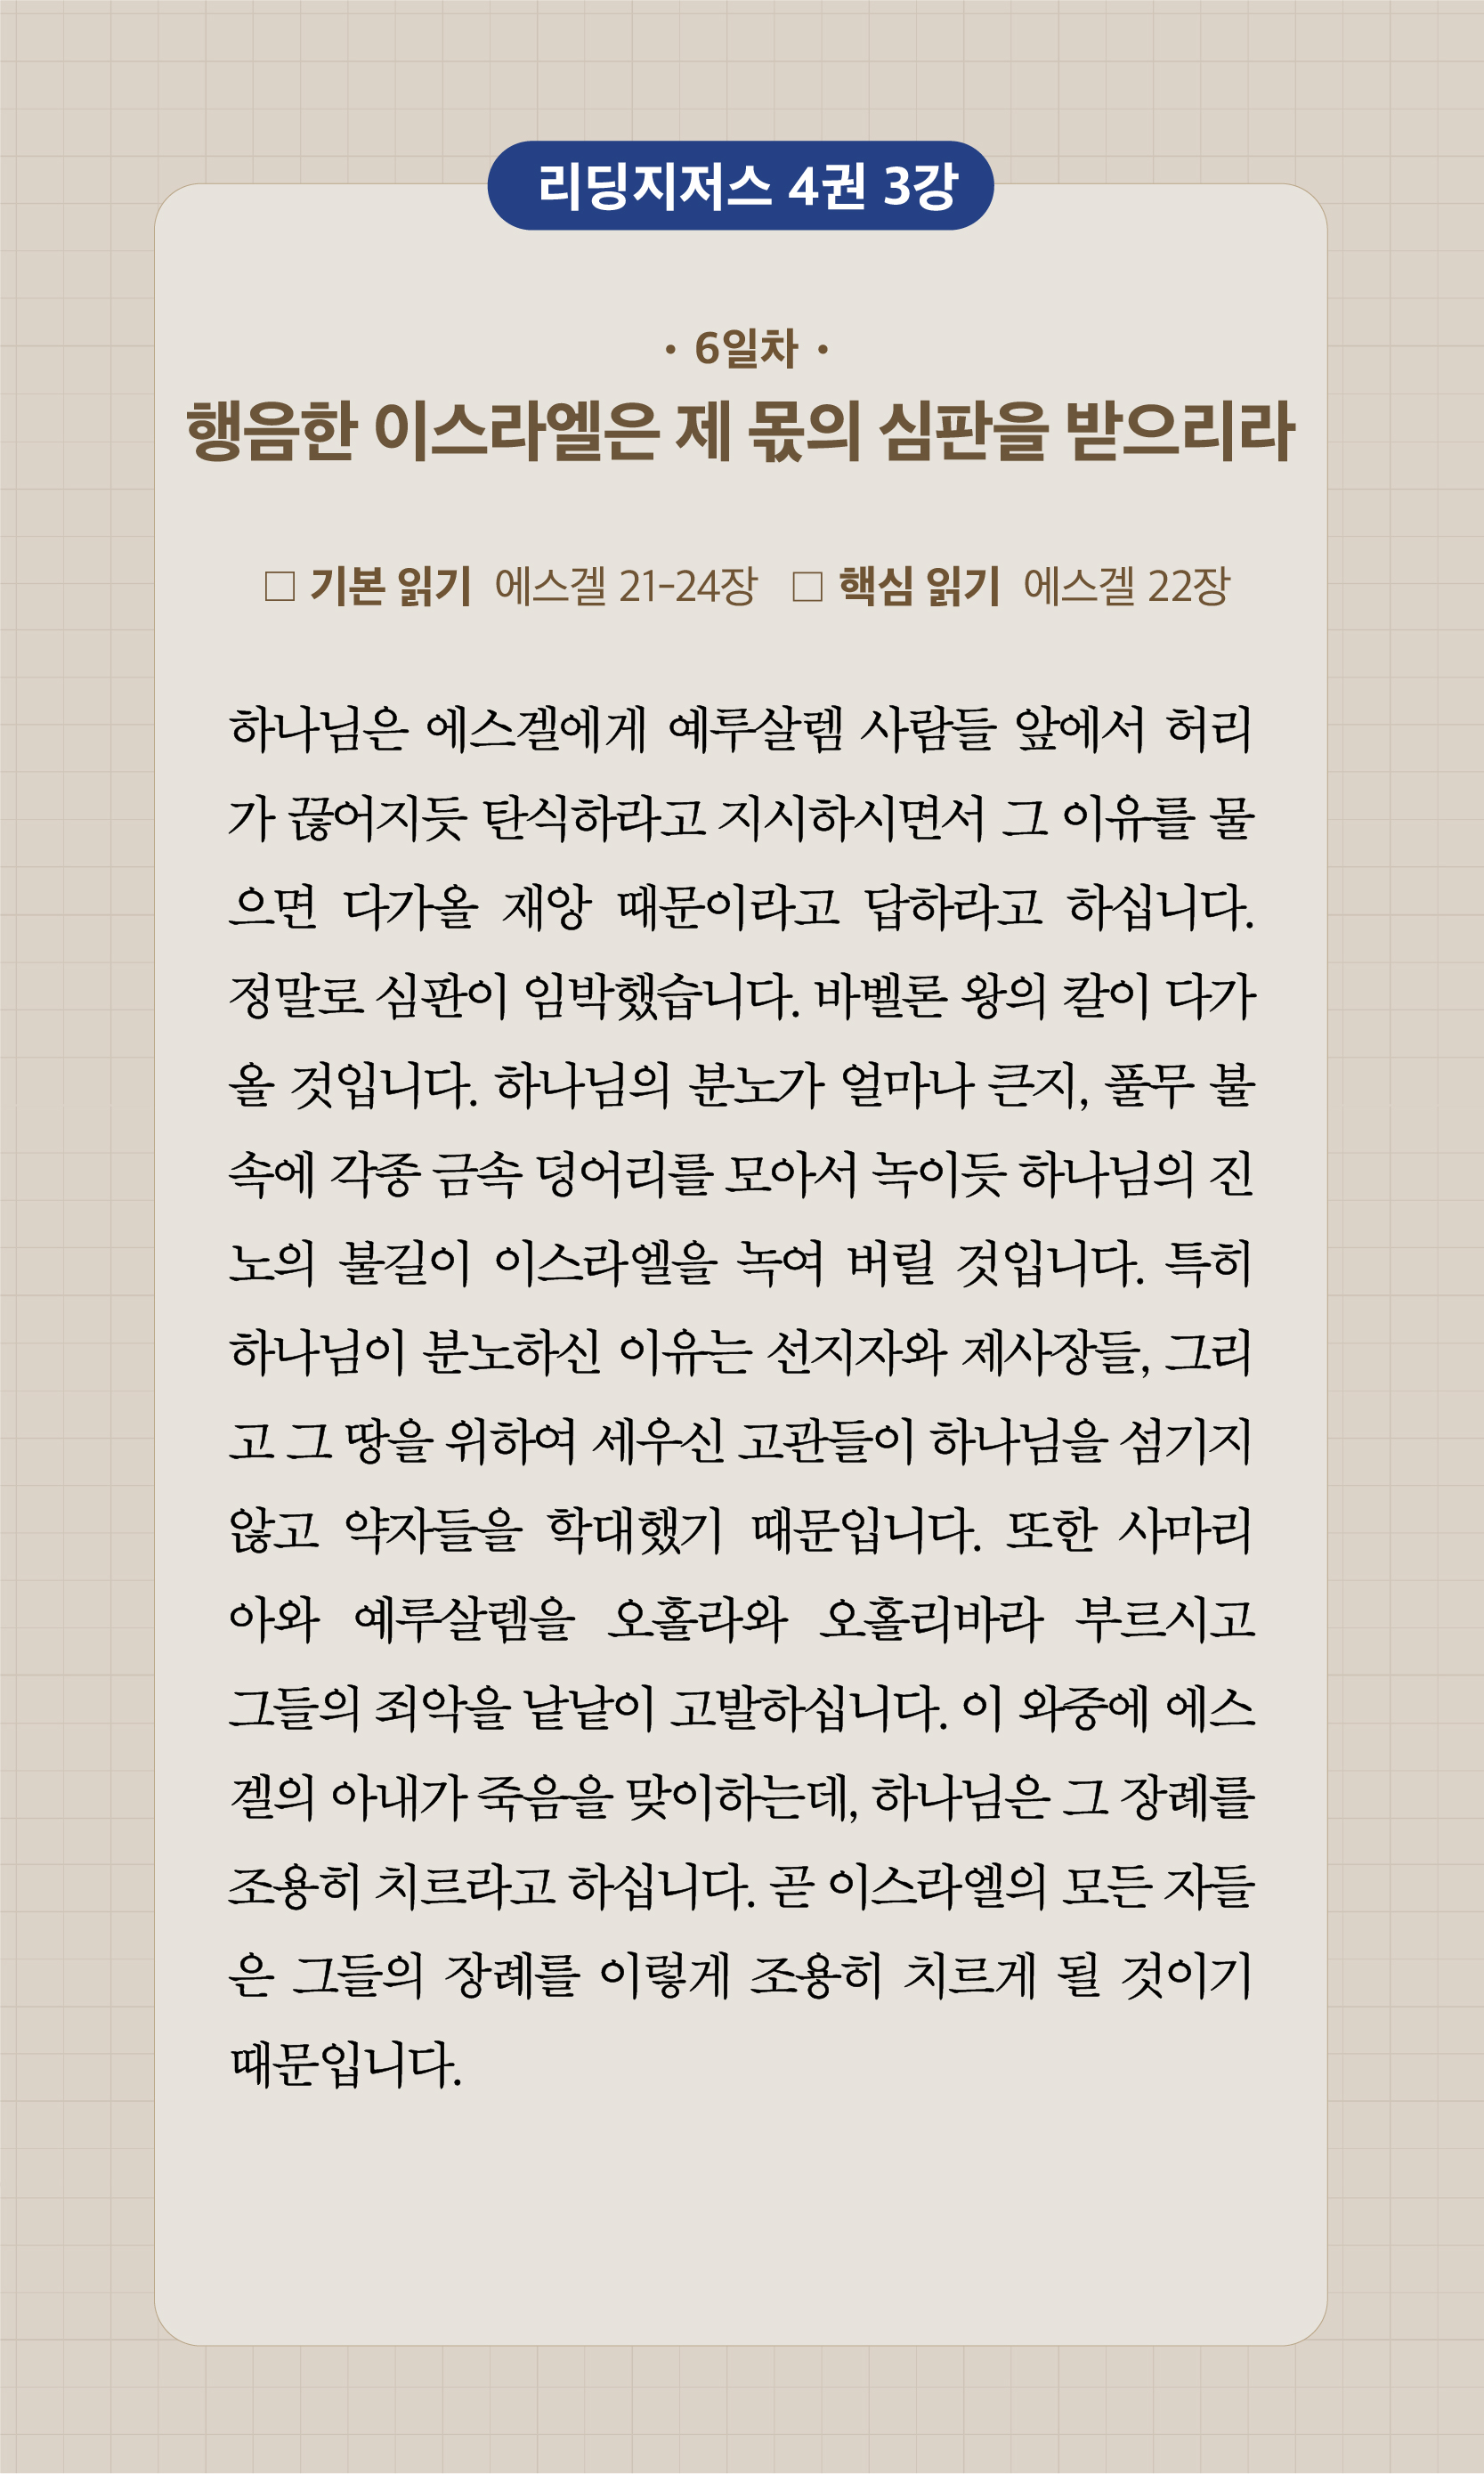 리딩지저스 4권 3강
· 6일차 ·
행음한 이스라엘은 제 몫의 심판을 받으리라
□ 기본 읽기 에스겔 21-24장 □ 핵심 읽기 에스겔 22장
하나님은 에스겔에게 예루살렘 사람들 앞에서 허리
가 끊어지듯 탄식하라고 지시하시면서 그 이유를 물
으면 다가올 재앙 때문이라고 답하라고 하십니다.
정말로 심판이 임박했습니다. 바벨론 왕의 칼이 다가
올 것입니다. 하나님의 분노가 얼마나 큰지, 풀무 불
속에 각종 금속 덩어리를 모아서 녹이듯 하나님의 진
노의 불길이 이스라엘을 녹여 버릴 것입니다. 특히
하나님이 분노하신 이유는 선지자와 제사장들, 그리
고 그 땅을 위하여 세우신 고관들이 하나님을 섬기지
않고 약자들을 학대했기 때문입니다. 또한 사마리
아와 예루살렘을 오홀라와 오홀리바라 부르시고
그들의 죄악을 낱낱이 고발하십니다. 이 와중에 에스
겔의 아내가 죽음을 맞이하는데, 하나님은 그 장례를
조용히 치르라고 하십니다. 곧 이스라엘의 모든 자들
은 그들의 장례를 이렇게 조용히 치르게 될 것이기
때문입니다.